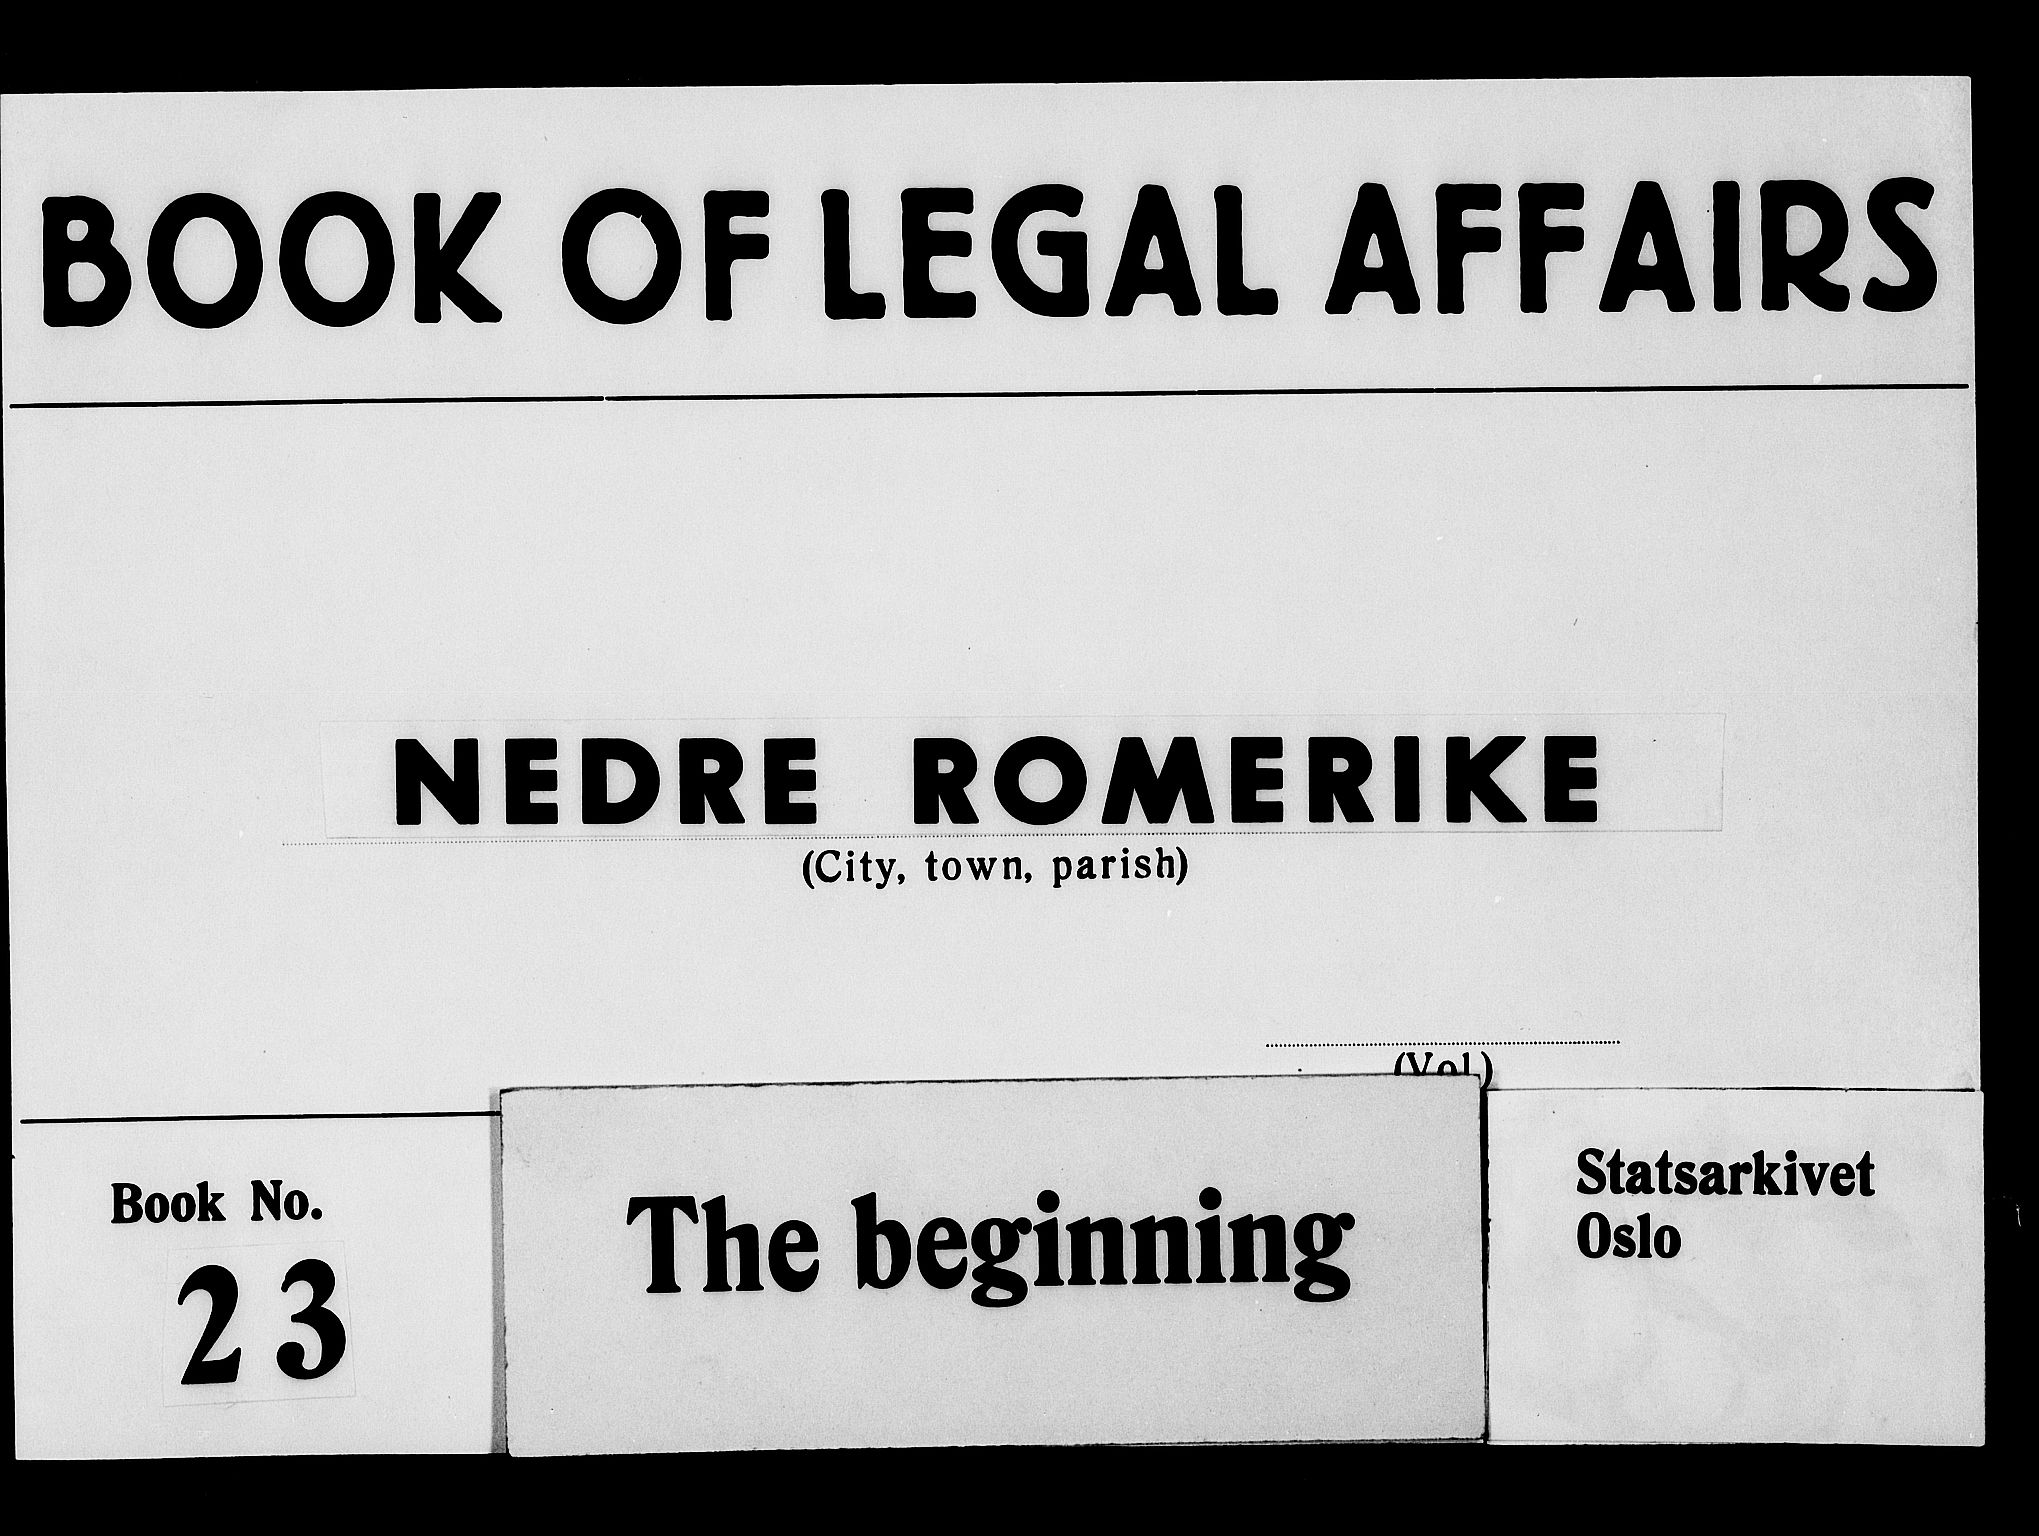 BOOK OF LEGAL AFFAIRS
NEDRE ROMERIKE
(City, town, parish)
(Vol.)
Book No.
23
The beginning
Statsarkivet
Oslo